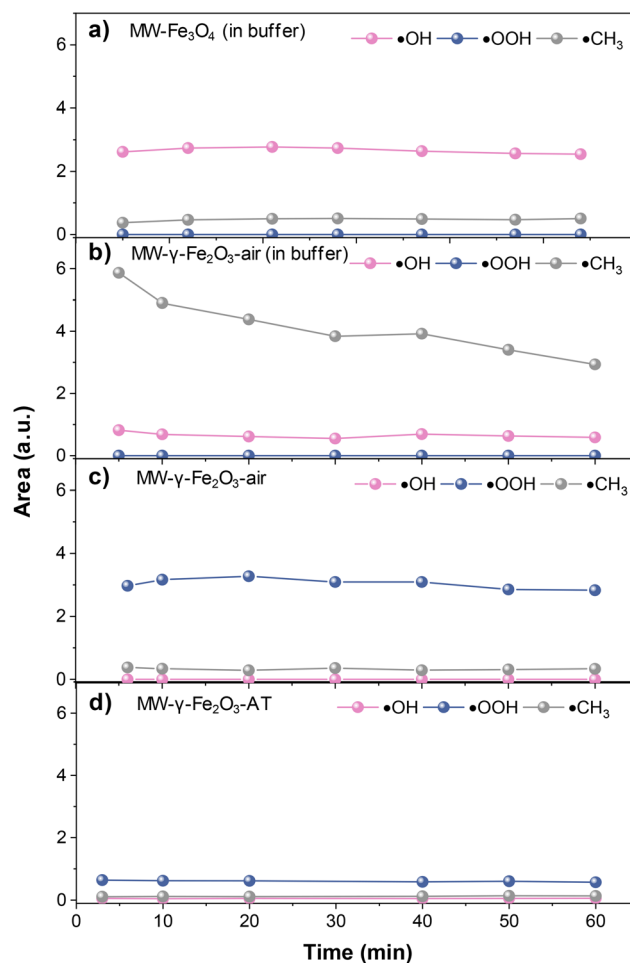 Area (a.u.)
a) MW-Fe₃O₄ (in buffer)
•OH •OOH •CH₃
6
4
2
0
b) MW-γ-Fe₂O₃-air (in buffer)
•OH •OOH •CH₃
6
4
2
0
c) MW-γ-Fe₂O₃-air
•OH •OOH •CH₃
6
4
2
0
d) MW-γ-Fe₂O₃-AT
•OH •OOH •CH₃
6
4
2
0
0 10 20 30 40 50 60
Time (min)